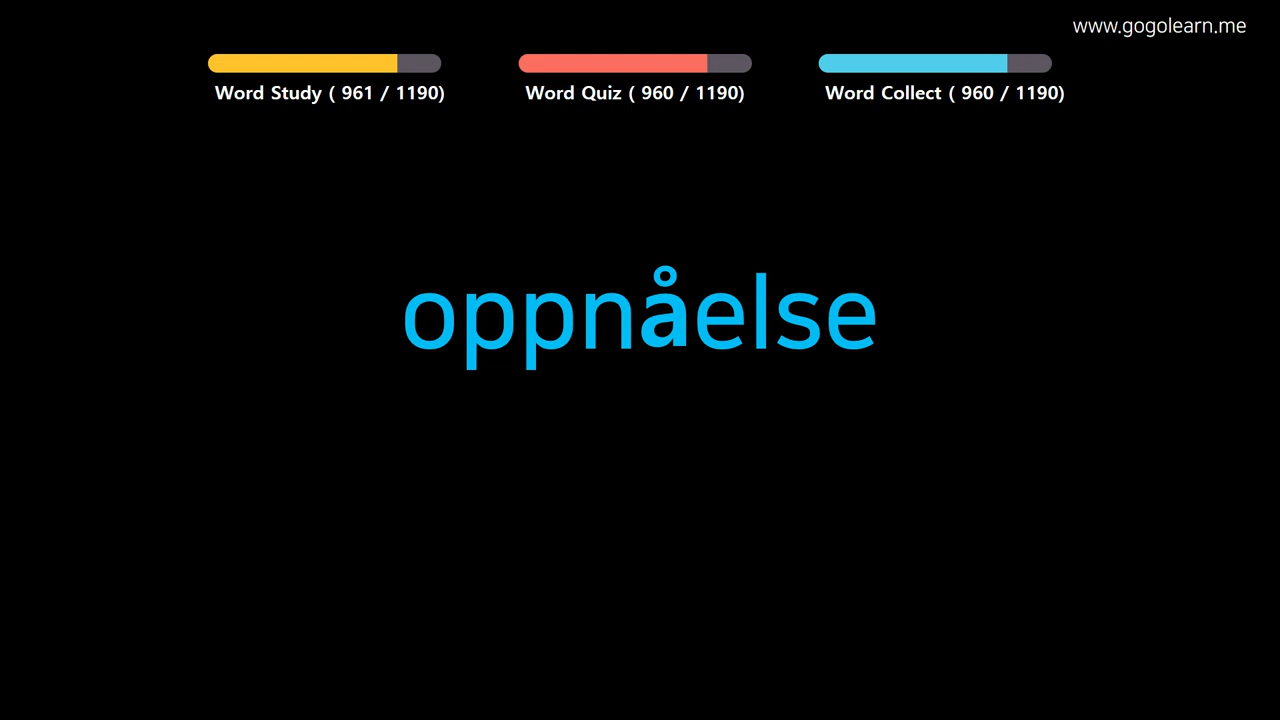 www.gogolearn.me
Word Study ( 961 / 1190)
Word Quiz ( 960 / 1190)
Word Collect ( 960 / 1190)
oppnåelse